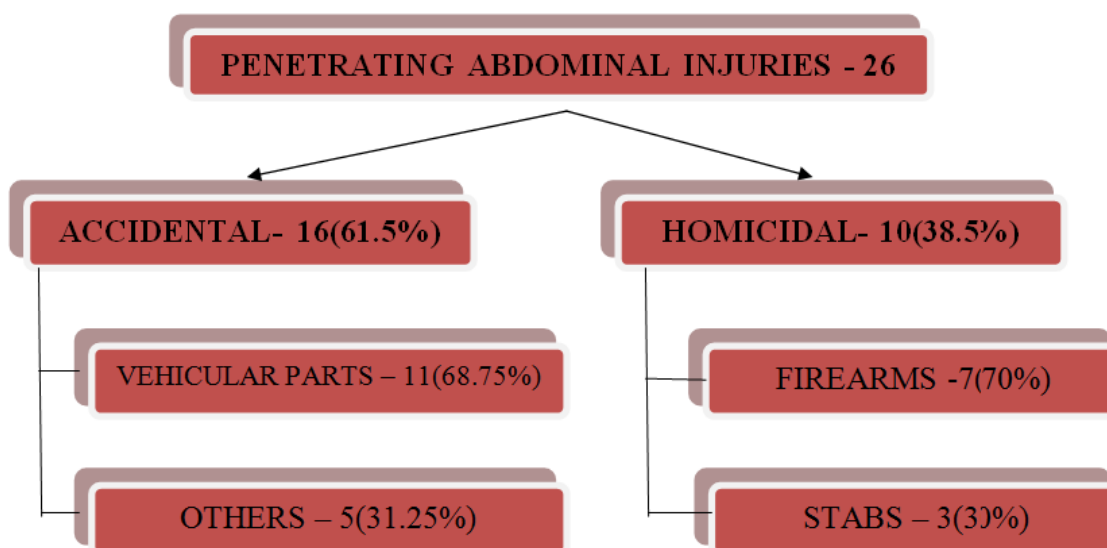 PENETRATING ABDOMINAL INJURIES - 26
ACCIDENTAL- 16(61.5%)
HOMICIDAL- 10(38.5%)
VEHICULAR PARTS – 11(68.75%)
FIREARMS -7(70%)
OTHERS – 5(31.25%)
STABS – 3(30%)